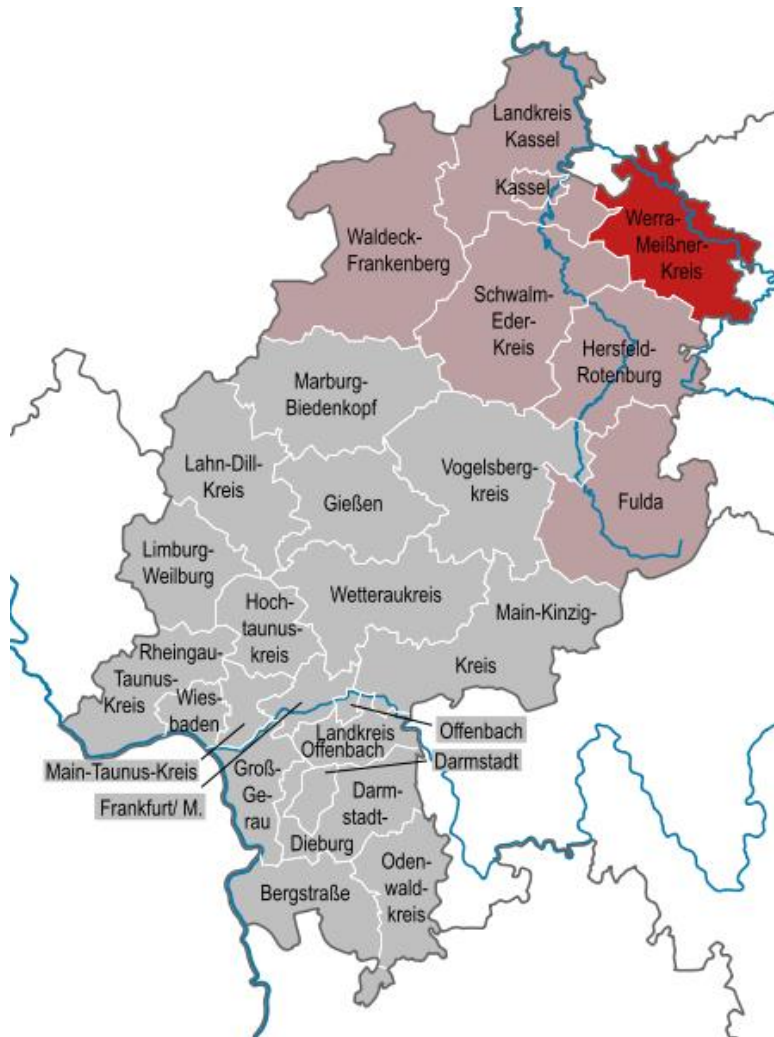 Landkreis
Kassel
Kassel
Werra-
Meißner-
Kreis
Waldeck-
Frankenberg
Schwalm-
Eder-
Kreis
Hersfeld-
Rotenburg
Marburg-
Biedenkopf
Lahn-Dill-
Kreis
Gießen
Vogelsberg-
kreis
Fulda
Limburg-
Weilburg
Hoch-
taunus-
kreis
Wetteraukreis
Main-Kinzig-
Kreis
Rheingau-
Taunus-
Kreis
Wies-
baden
Offenbach
Landkreis
Offenbach
Darmstadt
Main-Taunus-Kreis
Frankfurt/ M.
Groß-
Ge-
rau
Darm-
stadt-
Dieburg
Oden-
wald-
kreis
Bergstraße